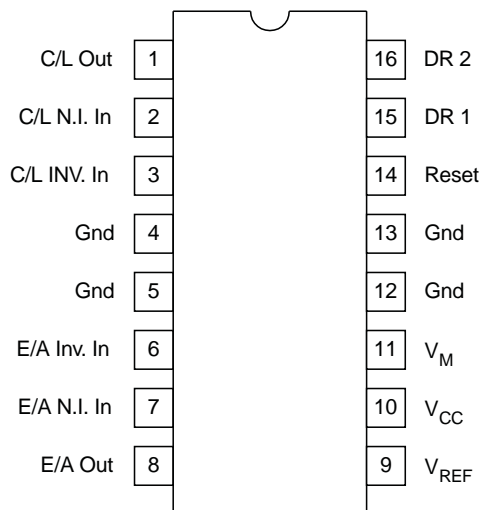 C/L Out 1 16 DR 2
C/L N.I. In 2 15 DR 1
C/L INV. In 3 14 Reset
Gnd 4 13 Gnd
Gnd 5 12 Gnd
E/A Inv. In 6 11 VM
E/A N.I. In 7 10 VCC
E/A Out 8 9 VREF